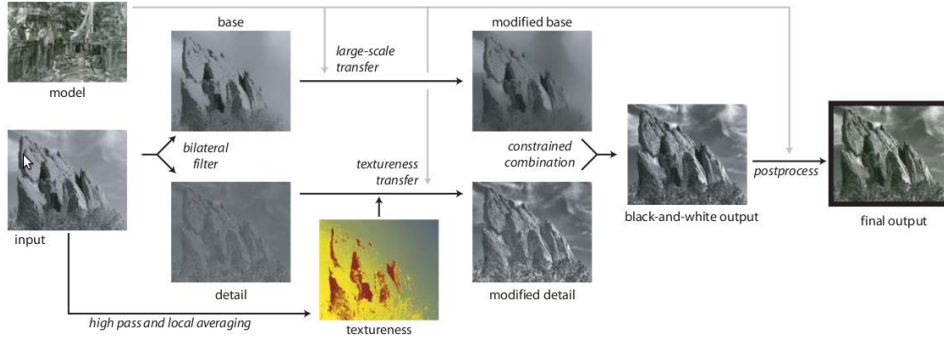 base
modified base
large-scale
transfer
model
bilateral
filter
textureness
transfer
constrained
combination
postprocess
black-and-white output
final output
input
detail
modified detail
high pass and local averaging
textureness